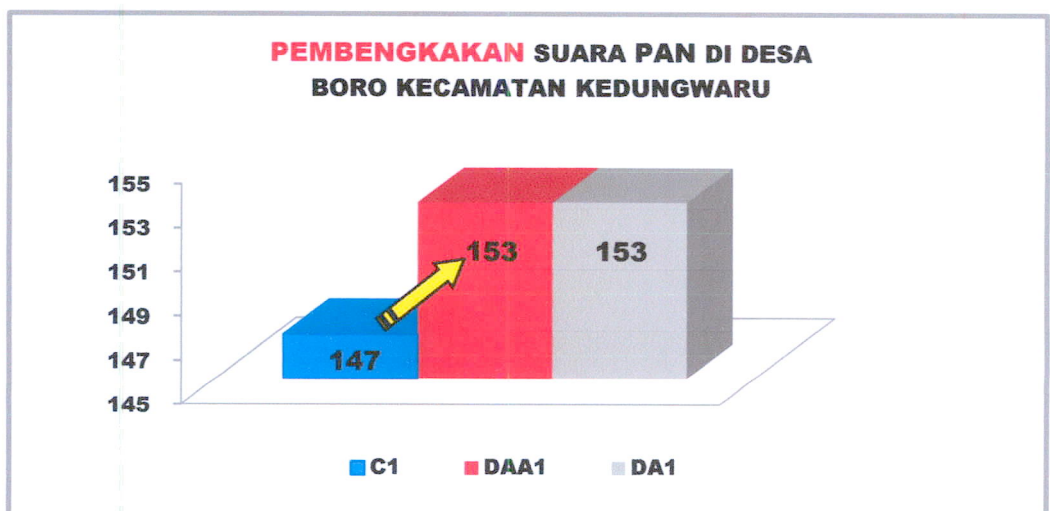 PEMBENGKAKAN SUARA PAN DI DESA
BORO KECAMATAN KEDUNGWARU
155
153
151
149
147
145
147
153
153
C1
DAA1
DA1